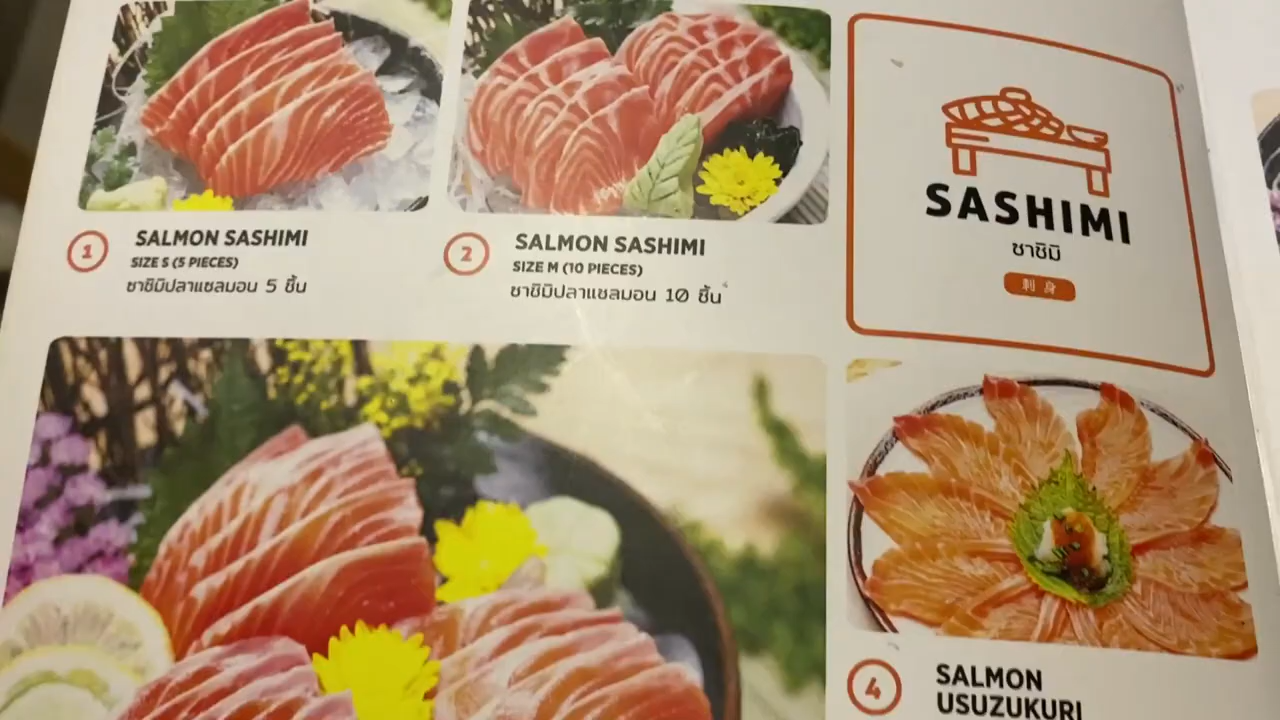 1
SALMON SASHIMI
SIZE S (5 PIECES)
ซาชิมิปลาแซลมอน 5 ชิ้น
2
SALMON SASHIMI
SIZE M (10 PIECES)
ซาชิมิปลาแซลมอน 10 ชิ้น
SASHIMI
ซาชิมิ
刺身
4
SALMON
USUZUKURI